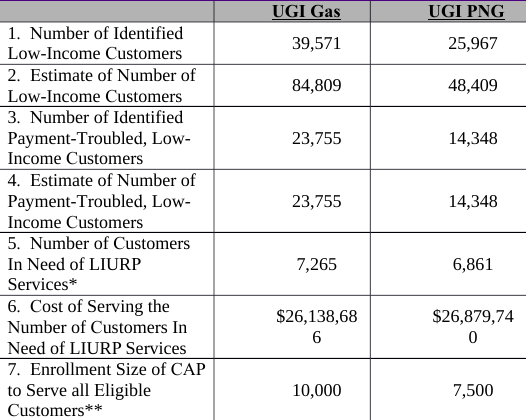 UGI Gas UGI PNG
1. Number of Identified
Low-Income Customers
39,571 25,967
2. Estimate of Number of
Low-Income Customers
84,809 48,409
3. Number of Identified
Payment-Troubled, Low-
Income Customers
23,755 14,348
4. Estimate of Number of
Payment-Troubled, Low-
Income Customers
23,755 14,348
5. Number of Customers
In Need of LIURP
Services*
7,265 6,861
6. Cost of Serving the
Number of Customers In
Need of LIURP Services
$26,138,68
6
$26,879,74
0
7. Enrollment Size of CAP
to Serve all Eligible
Customers**
10,000 7,500